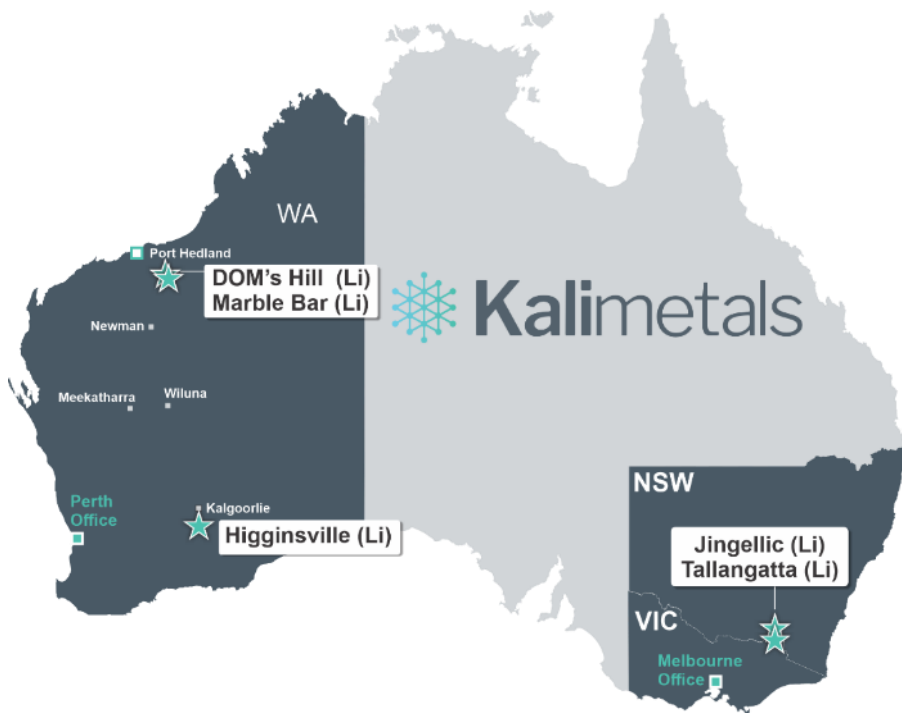 WA
Port Hedland
DOM's Hill (Li)
Marble Bar (Li)
Newman
Meekatharra
Wiluna
Perth
Office
Kalgoorlie
Higginsville (Li)
Kalimetals
NSW
Jingellic (Li)
Tallangatta (Li)
VIC
Melbourne
Office